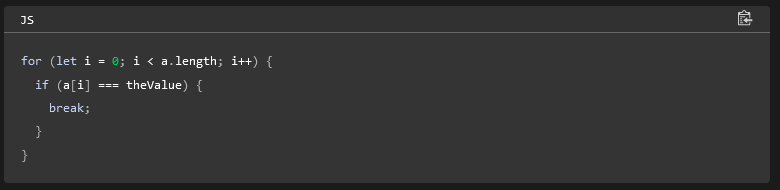 JS
for (let i = 0; i < a.length; i++) {
  if (a[i] === theValue) {
    break;
  }
}